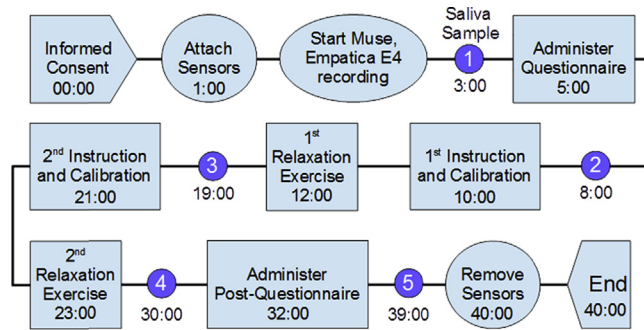 Informed
Consent
00:00
Attach
Sensors
1:00
Start Muse,
Empatica E4
recording
Saliva
Sample
1
3:00
Administer
Questionnaire
5:00
2nd Instruction
and Calibration
21:00
3
19:00
1st
Relaxation
Exercise
12:00
1st Instruction
and Calibration
10:00
2
8:00
2nd
Relaxation
Exercise
23:00
4
30:00
Administer
Post-Questionnaire
32:00
5
39:00
Remove
Sensors
40:00
End
40:00